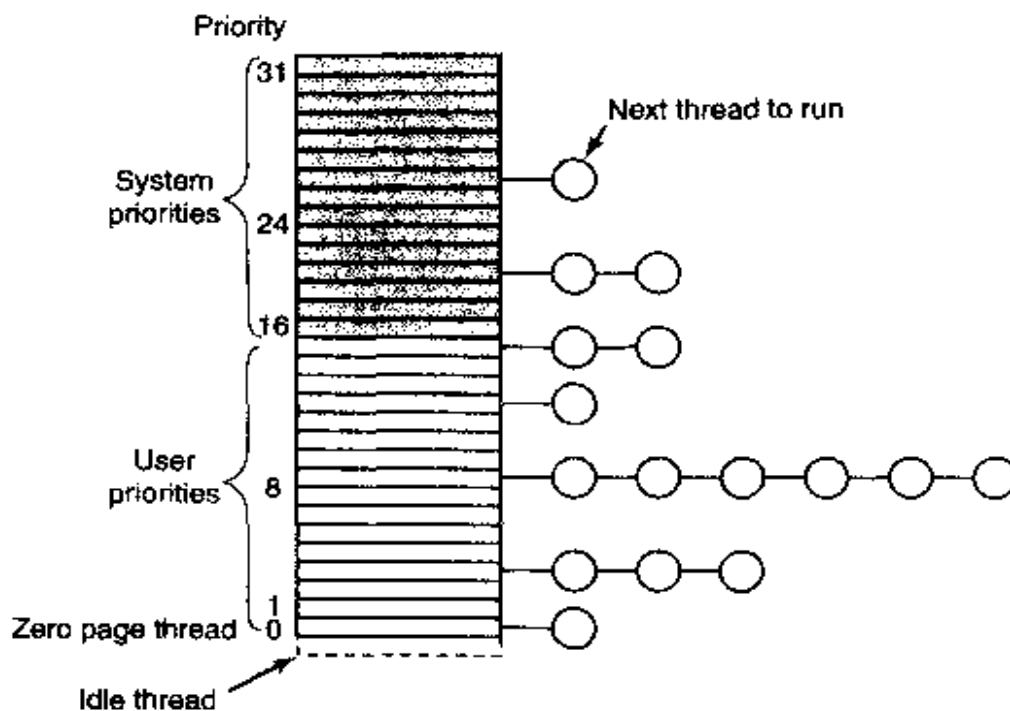 Priority
31
Next thread to run
System
priorities
24
16
User
priorities
8
1
Zero page thread 0
Idle thread